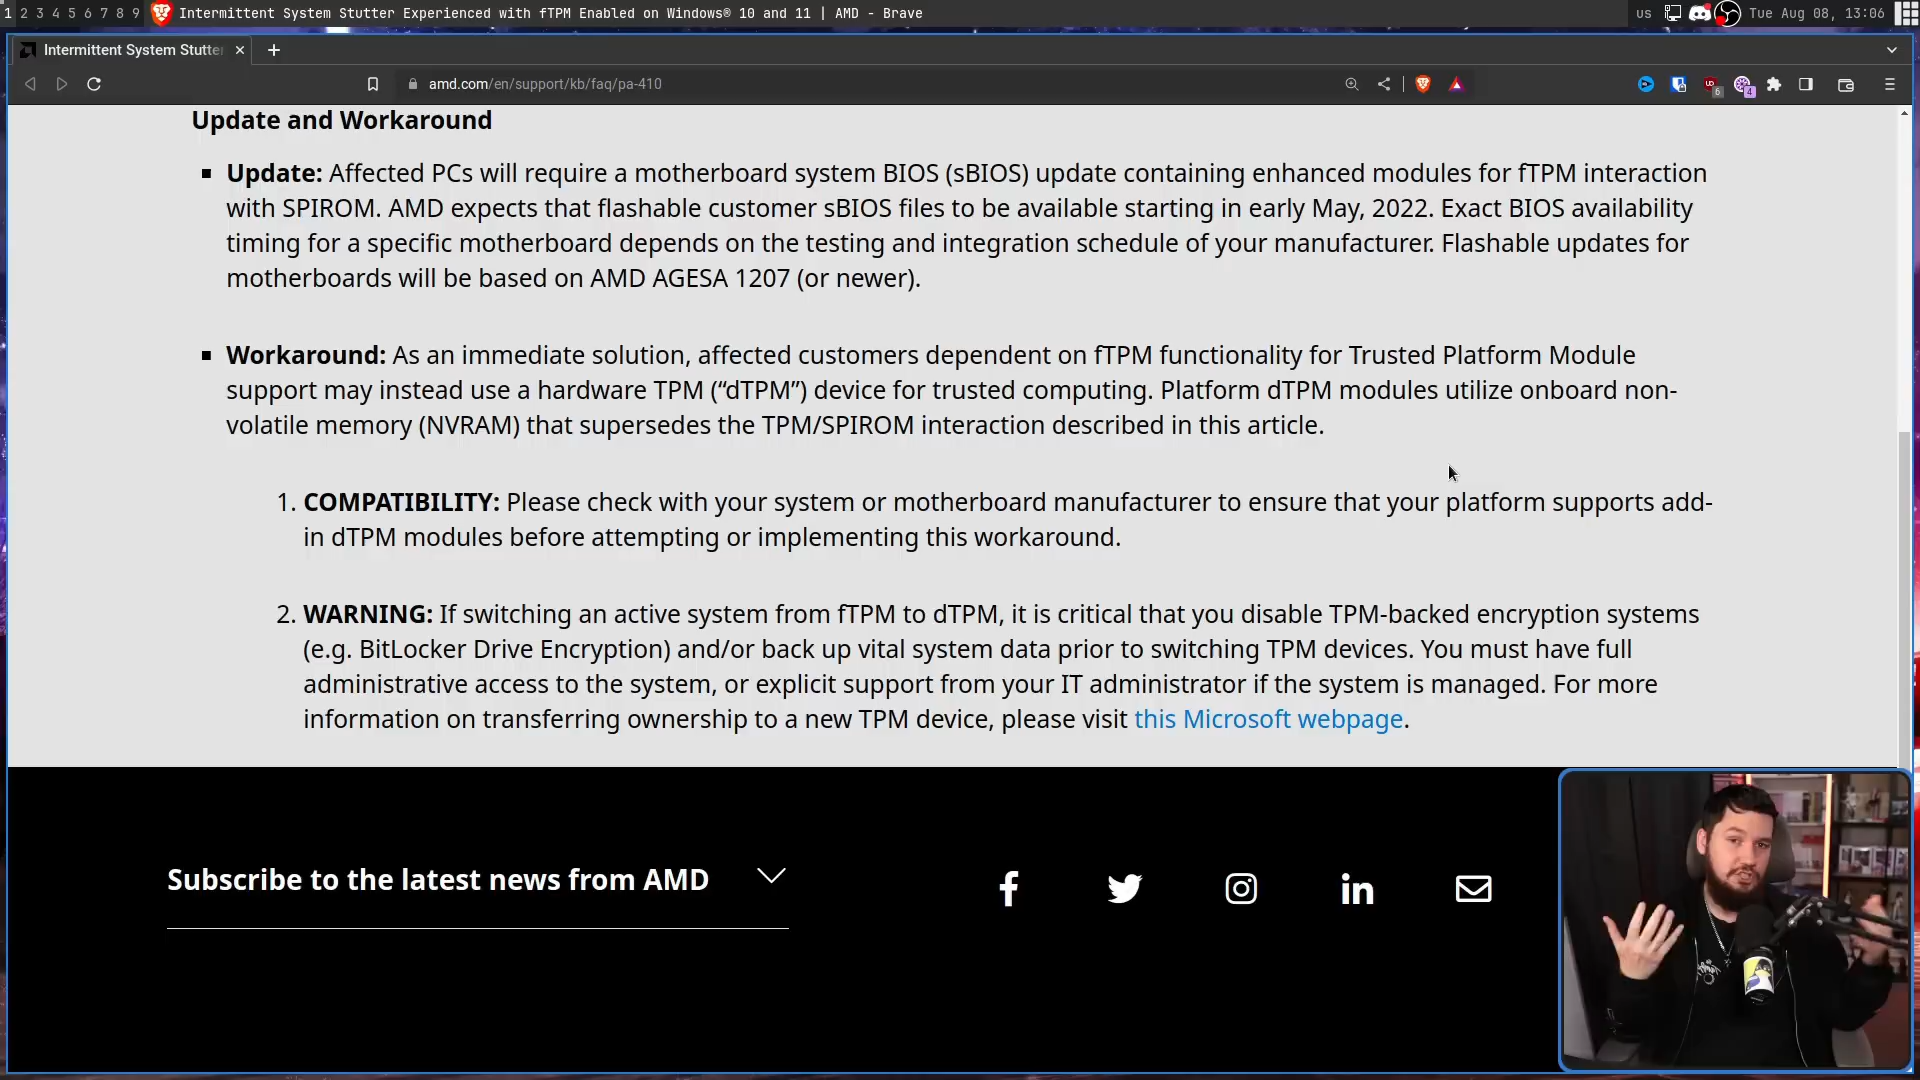 1 2 3 4 5 6 7 8 9 Intermittent System Stutter Experienced with fTPM Enabled on Windows® 10 and 11 | AMD - Brave us Tue Aug 08, 13:06
Intermittent System Stutte
amd.com/en/support/kb/faq/pa-410
6 4
Update and Workaround
Update: Affected PCs will require a motherboard system BIOS (sBIOS) update containing enhanced modules for fTPM interaction
with SPIROM. AMD expects that flashable customer sBIOS files to be available starting in early May, 2022. Exact BIOS availability
timing for a specific motherboard depends on the testing and integration schedule of your manufacturer. Flashable updates for
motherboards will be based on AMD AGESA 1207 (or newer).
Workaround: As an immediate solution, affected customers dependent on fTPM functionality for Trusted Platform Module
support may instead use a hardware TPM (“dTPM”) device for trusted computing. Platform dTPM modules utilize onboard non-
volatile memory (NVRAM) that supersedes the TPM/SPIROM interaction described in this article.
1. COMPATIBILITY: Please check with your system or motherboard manufacturer to ensure that your platform supports add-
in dTPM modules before attempting or implementing this workaround.
2. WARNING: If switching an active system from fTPM to dTPM, it is critical that you disable TPM-backed encryption systems
(e.g. BitLocker Drive Encryption) and/or back up vital system data prior to switching TPM devices. You must have full
administrative access to the system, or explicit support from your IT administrator if the system is managed. For more
information on transferring ownership to a new TPM device, please visit this Microsoft webpage.
Subscribe to the latest news from AMD